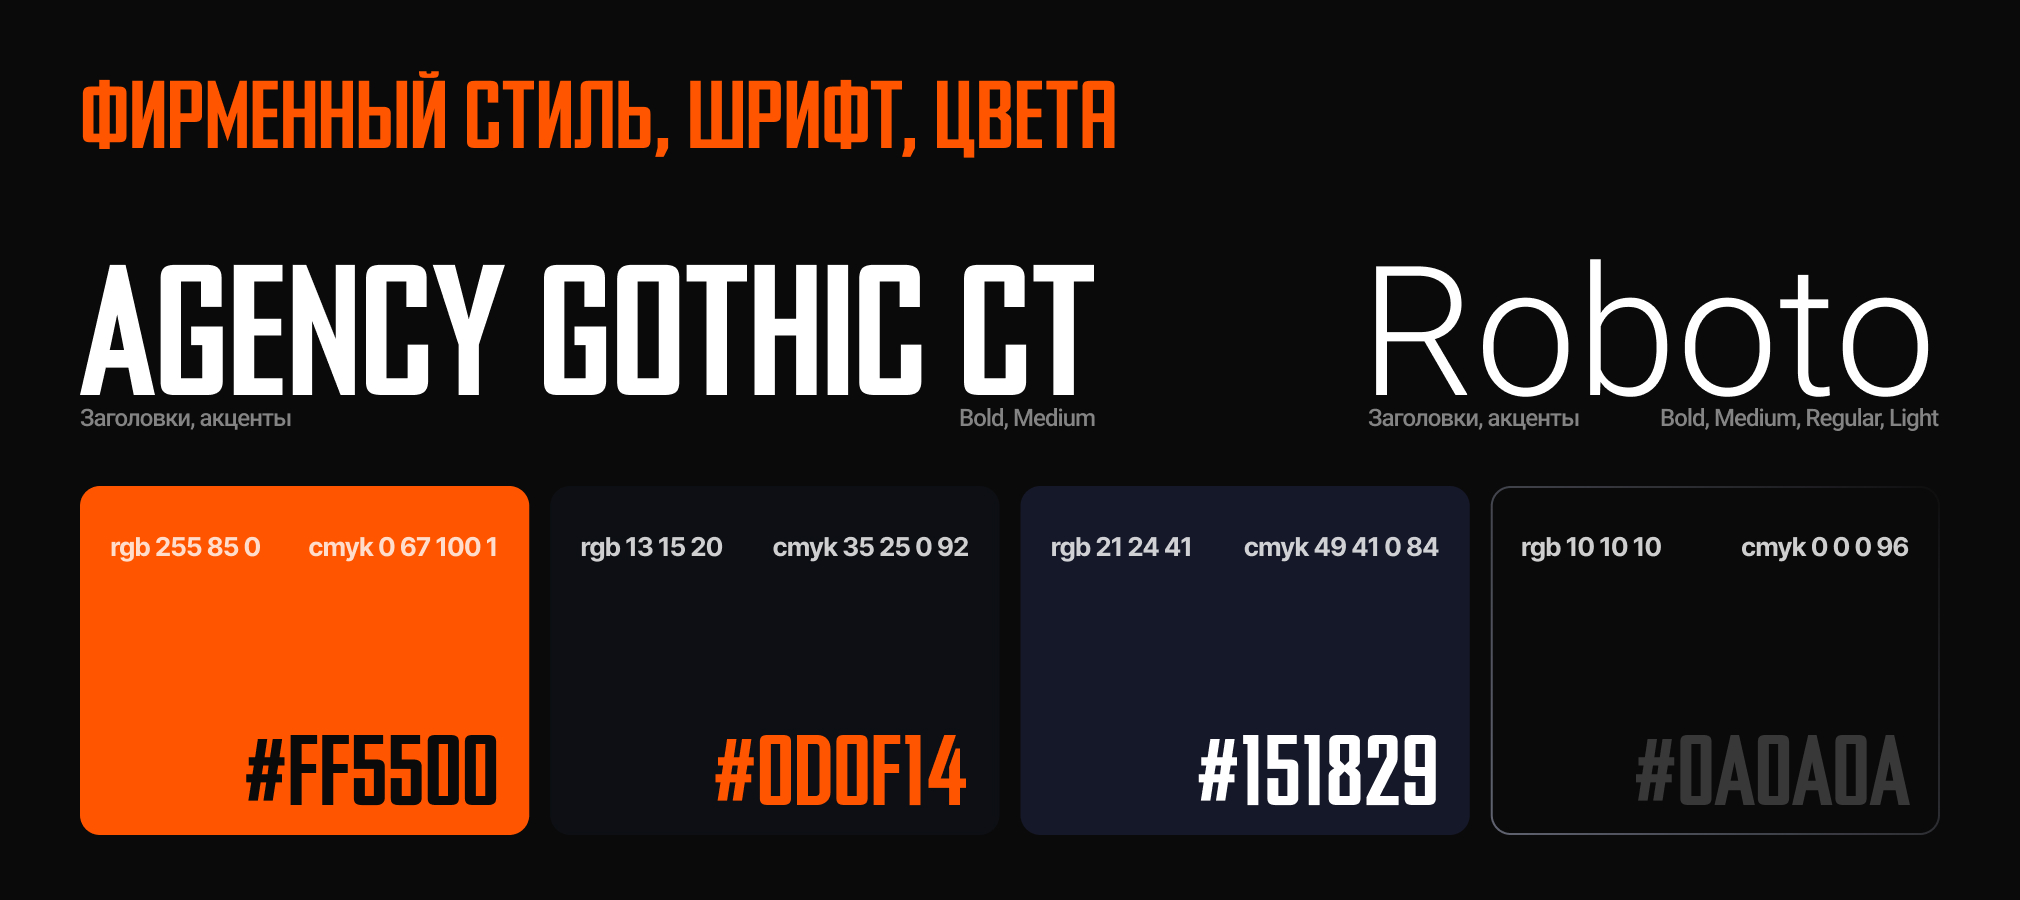 ФИРМЕННЫЙ СТИЛЬ, ШРИФТ, ЦВЕТА
AGENCY GOTHIC CT
Заголовки, акценты
Bold, Medium
Roboto
Заголовки, акценты
Bold, Medium, Regular, Light
rgb 255 85 0
cmyk 0 67 100 1
#FF5500
rgb 13 15 20
cmyk 35 25 0 92
#0D0F14
rgb 21 24 41
cmyk 49 41 0 84
#151829
rgb 10 10 10
cmyk 0 0 0 96
#0A0A0A